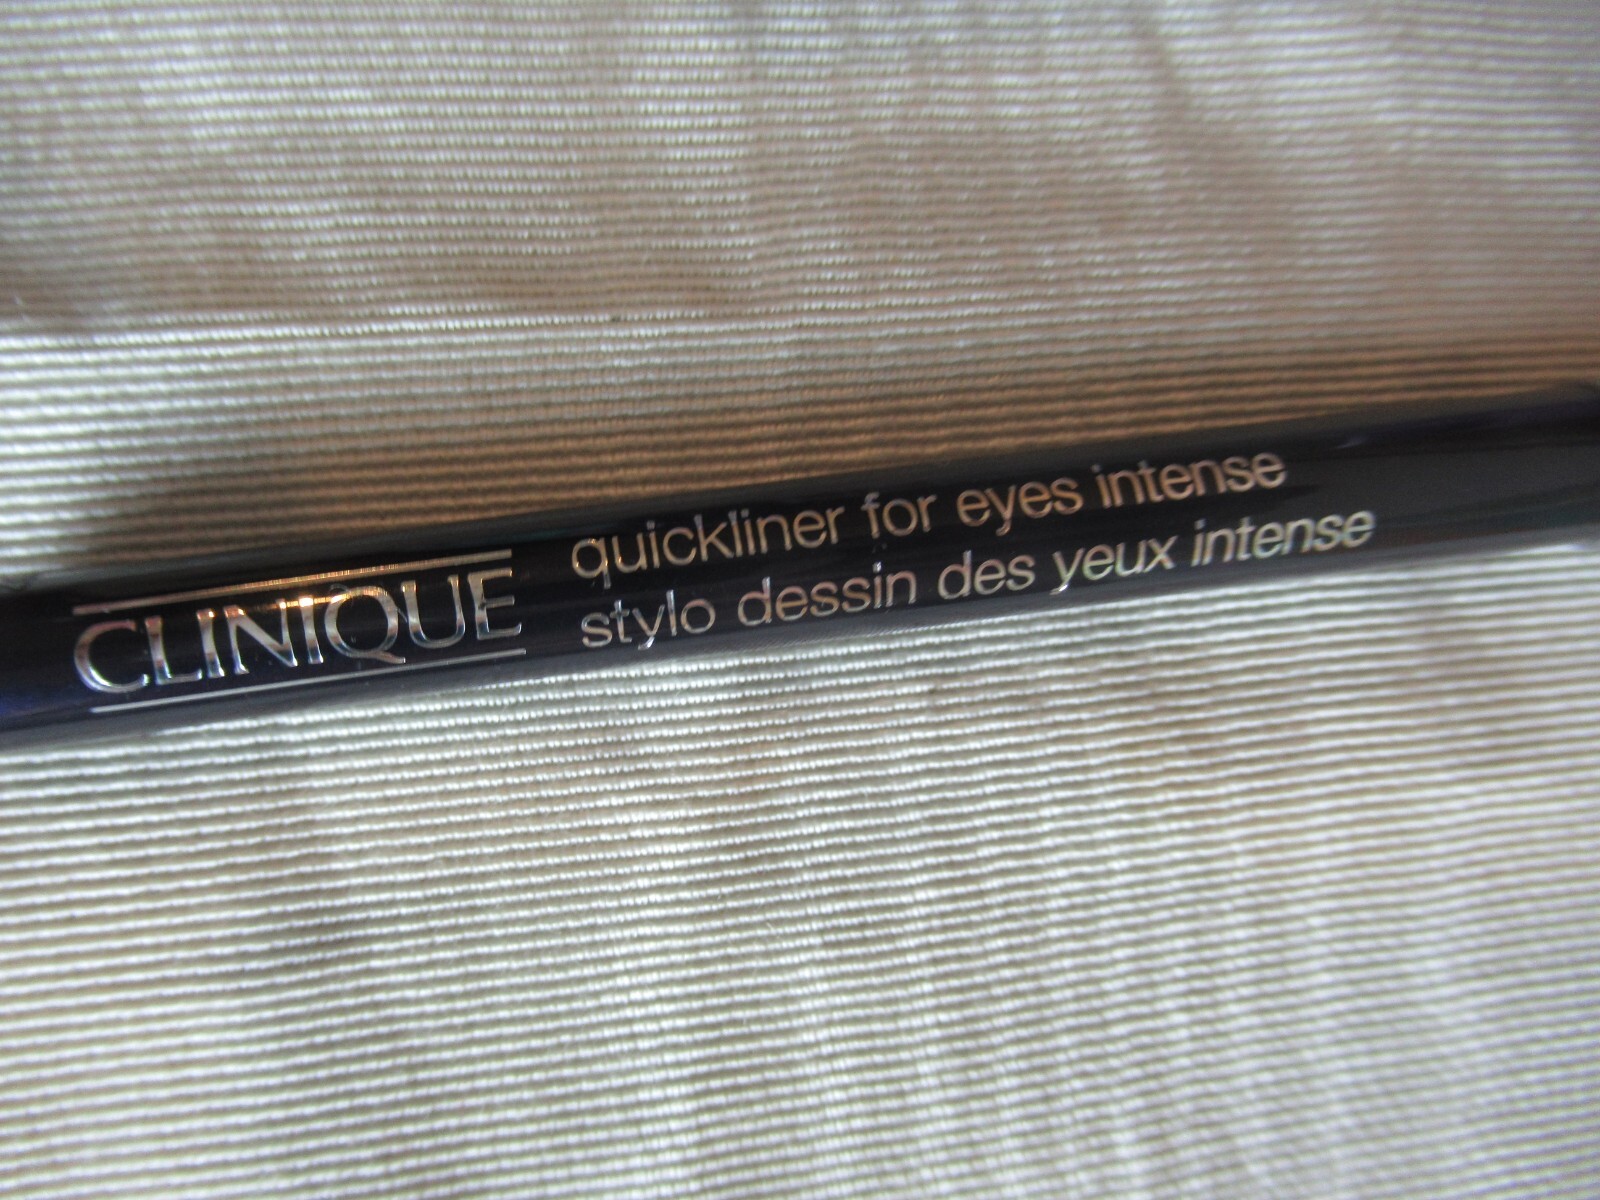 CLINIQUE
quickliner for eyes intense
stylo dessin des yeux intense